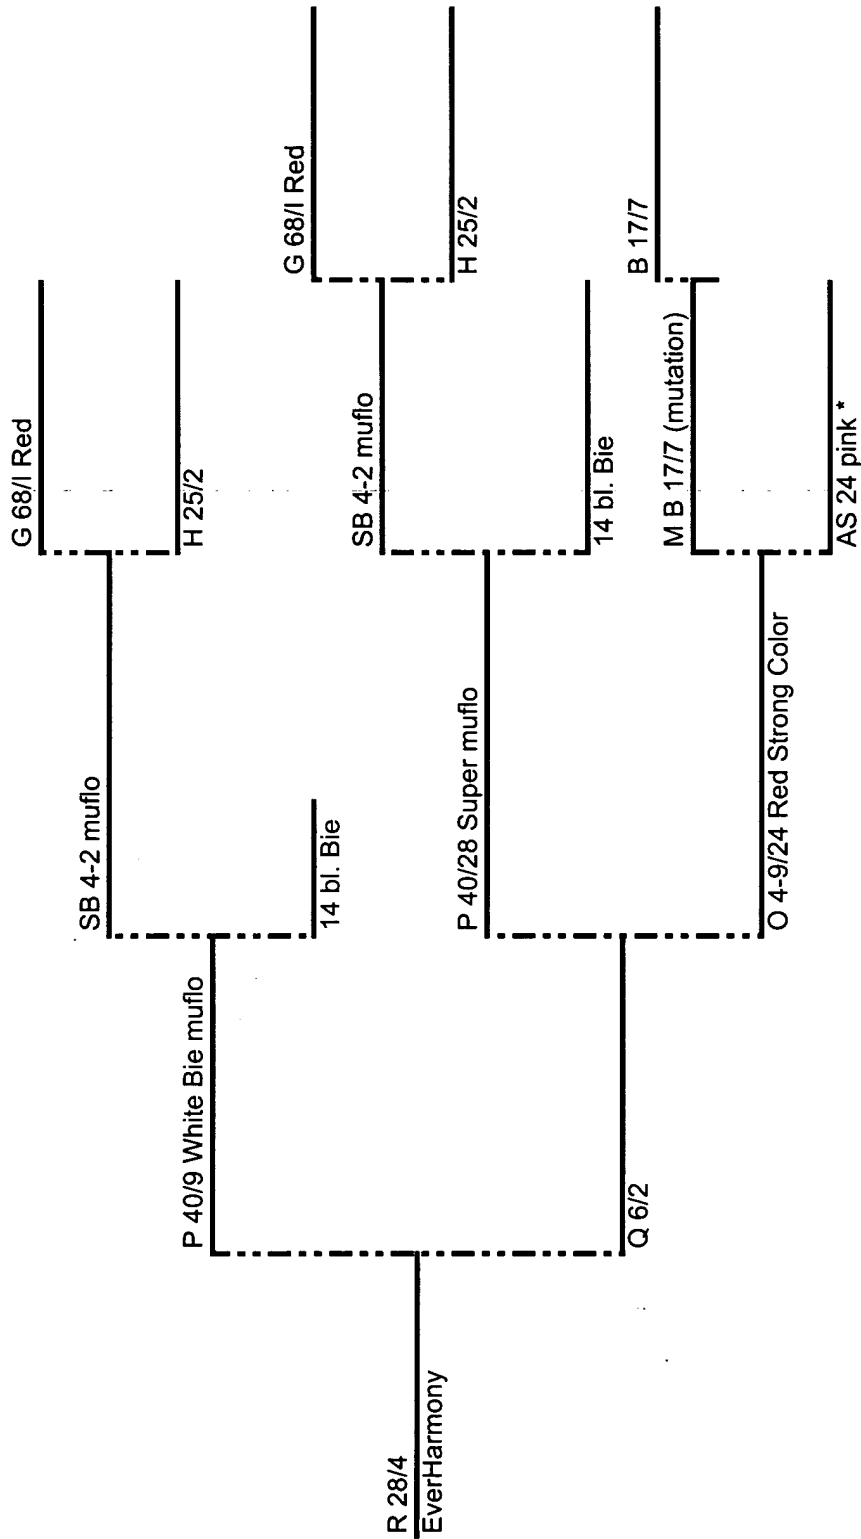 R 28/4
EverHarmony
P 40/9 White Bie muflo
Q 6/2
SB 4-2 muflo
14 bl. Bie
P 40/28 Super muflo
O 4-9/24 Red Strong Color
G 68/I Red
H 25/2
SB 4-2 muflo
14 bl. Bie
M B 17/7 (mutation)
AS 24 pink *
G 68/I Red
H 25/2
B 17/7